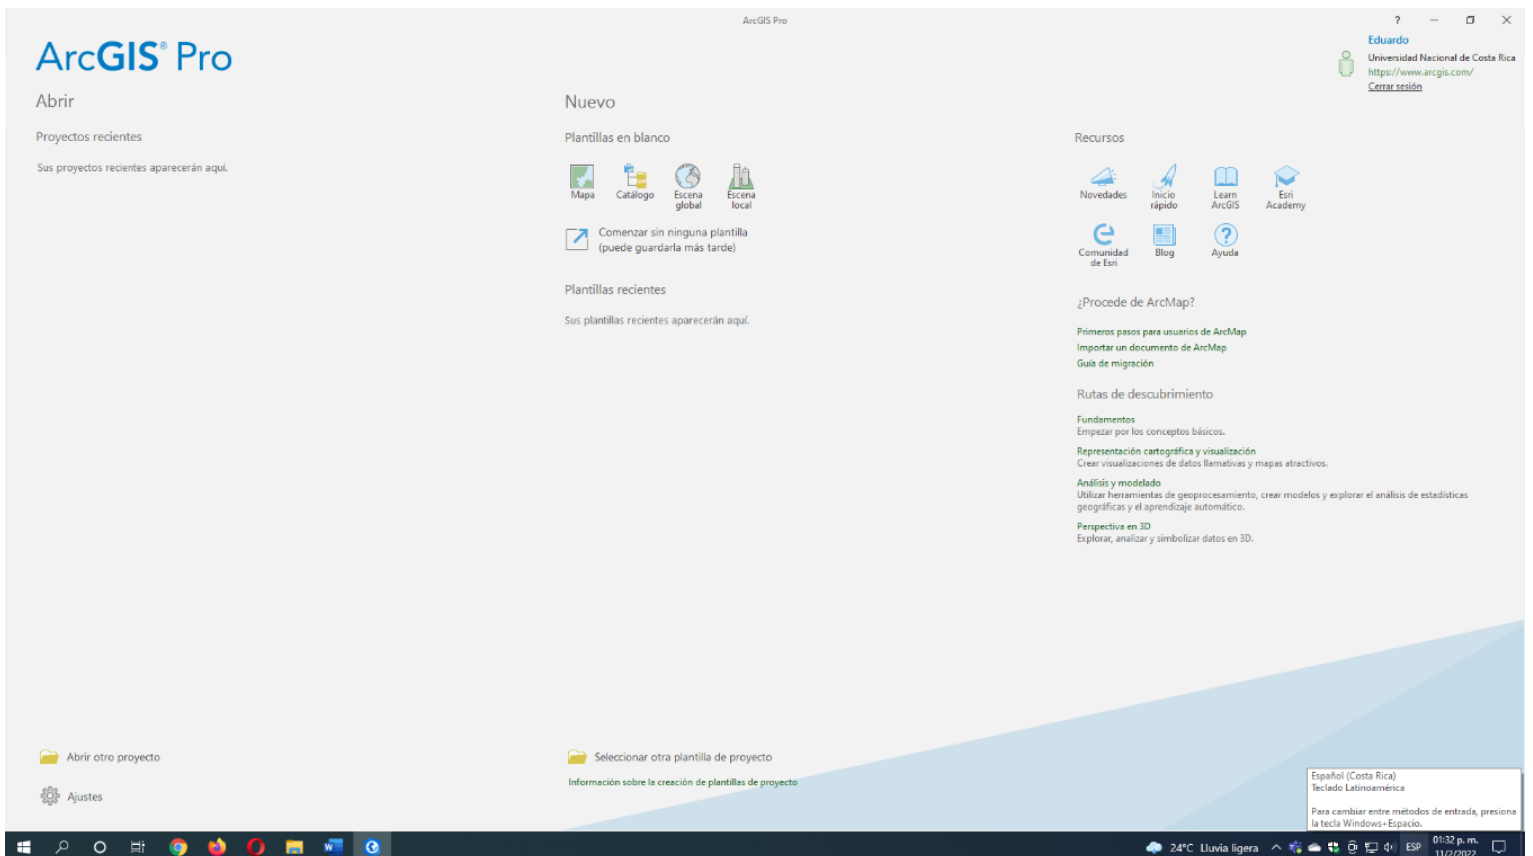 ArcGIS Pro
?
Eduardo
Universidad Nacional de Costa Rica
https://www.arcgis.com/
Cerrar sesión
ArcGIS® Pro
Abrir
Proyectos recientes
Sus proyectos recientes aparecerán aquí.
Abrir otro proyecto
Ajustes
Nuevo
Plantillas en blanco
Mapa
Catálogo
Escena
global
Escena
local
Comenzar sin ninguna plantilla
(puede guardarla más tarde)
Plantillas recientes
Sus plantillas recientes aparecerán aquí.
Seleccionar otra plantilla de proyecto
Información sobre la creación de plantillas de proyecto
Recursos
Novedades
Inicio
rápido
Learn
ArcGIS
Esri
Academy
Comunidad
de Esri
Blog
Ayuda
¿Procede de ArcMap?
Primeros pasos para usuarios de ArcMap
Importar un documento de ArcMap
Guía de migración
Rutas de descubrimiento
Fundamentos
Empezar por los conceptos básicos.
Representación cartográfica y visualización
Crear visualizaciones de datos llamativas y mapas atractivos.
Análisis y modelado
Utilizar herramientas de geoprocesamiento, crear modelos y explorar el análisis de estadísticas
geográficas y el aprendizaje automático.
Perspectiva en 3D
Explorar, analizar y simbolizar datos en 3D.
Español (Costa Rica)
Teclado Latinoamérica
Para cambiar entre métodos de entrada, presiona
la tecla Windows+Espacio.
24°C Lluvia ligera
ESP
01:32 p. m.
11/2/2022